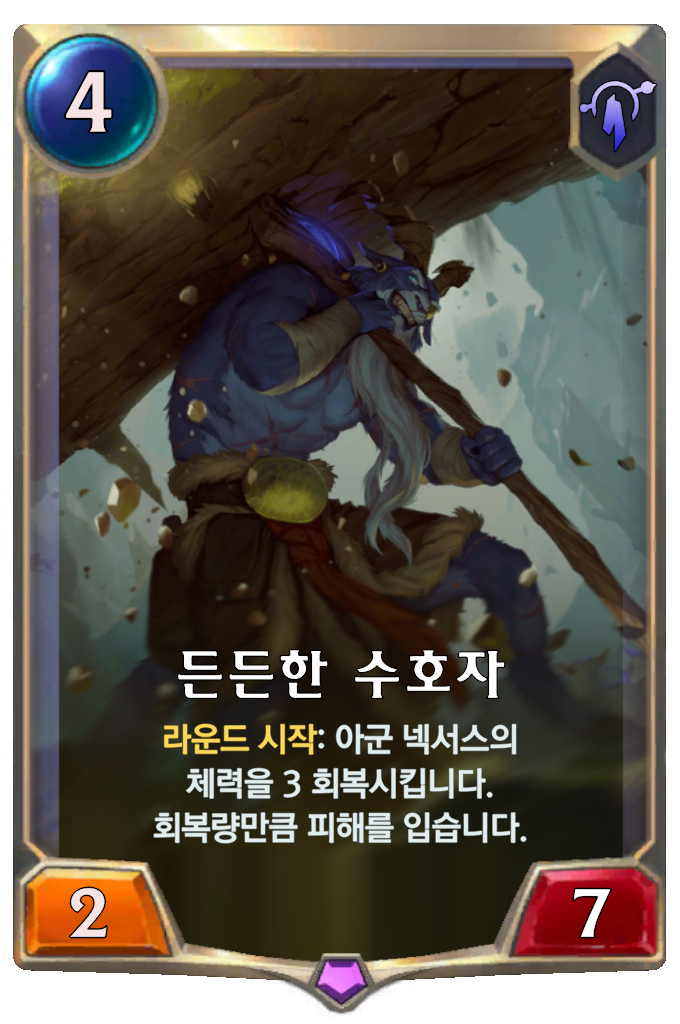 4
든든한 수호자
라운드 시작: 아군 넥서스의
체력을 3 회복시킵니다.
회복량만큼 피해를 입습니다.
2
7